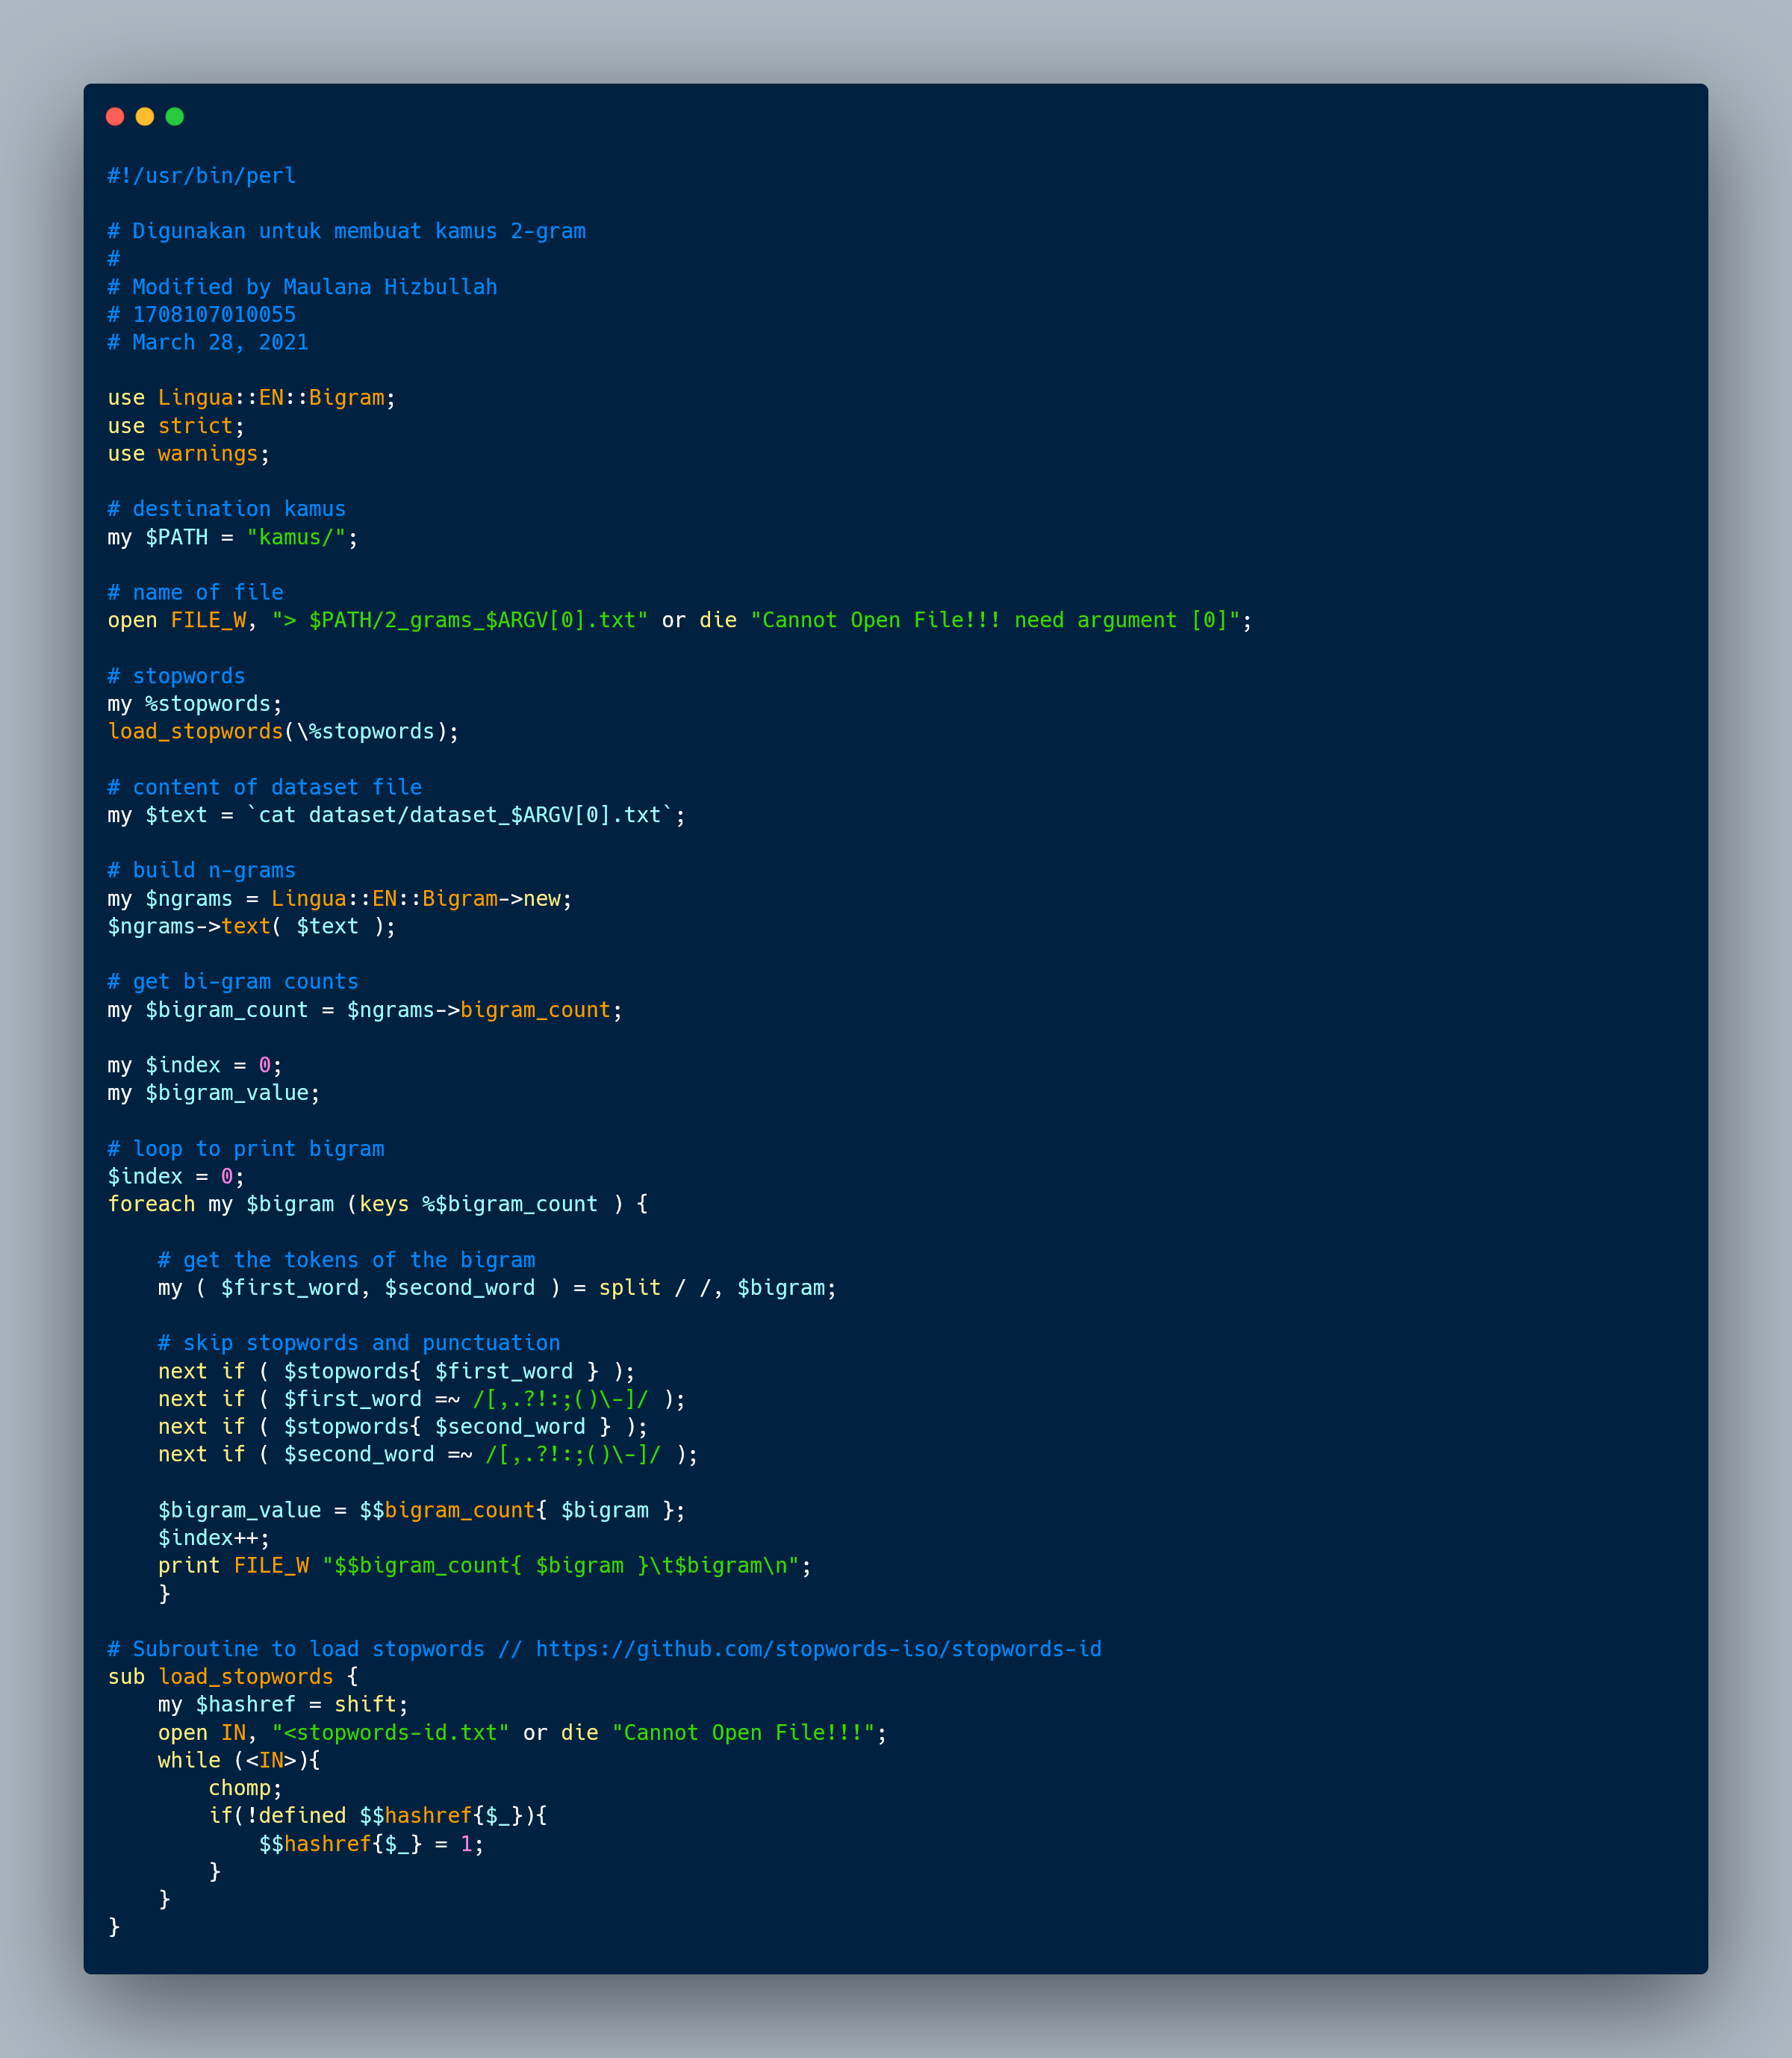 #!/usr/bin/perl

# Digunakan untuk membuat kamus 2-gram
#
# Modified by Maulana Hizbullah
# 1708107010055
# March 28, 2021

use Lingua::EN::Bigram;
use strict;
use warnings;

# destination kamus
my $PATH = "kamus/";

# name of file
open FILE_W, "> $PATH/2_grams_$ARGV[0].txt" or die "Cannot Open File!!! need argument [0]";

# stopwords
my %stopwords;
load_stopwords(\%stopwords);

# content of dataset file
my $text = `cat dataset/dataset_$ARGV[0].txt`;

# build n-grams
my $ngrams = Lingua::EN::Bigram->new;
$ngrams->text( $text );

# get bi-gram counts
my $bigram_count = $ngrams->bigram_count;

my $index = 0;
my $bigram_value;

# loop to print bigram
$index = 0;
foreach my $bigram (keys %$bigram_count ) {

    # get the tokens of the bigram
    my ( $first_word, $second_word ) = split / /, $bigram;

    # skip stopwords and punctuation
    next if ( $stopwords{ $first_word } );
    next if ( $first_word =~ /[,.?!:;()\-]/ );
    next if ( $stopwords{ $second_word } );
    next if ( $second_word =~ /[,.?!:;()\-]/ );

    $bigram_value = $$bigram_count{ $bigram };
    $index++;
    print FILE_W "$$bigram_count{ $bigram }\t$bigram\n";
    }

# Subroutine to load stopwords // https://github.com/stopwords-iso/stopwords-id
sub load_stopwords {
    my $hashref = shift;
    open IN, "<stopwords-id.txt" or die "Cannot Open File!!!";
    while (<IN>){
        chomp;
        if(!defined $$hashref{$_}){
            $$hashref{$_} = 1;
        }
    }
}